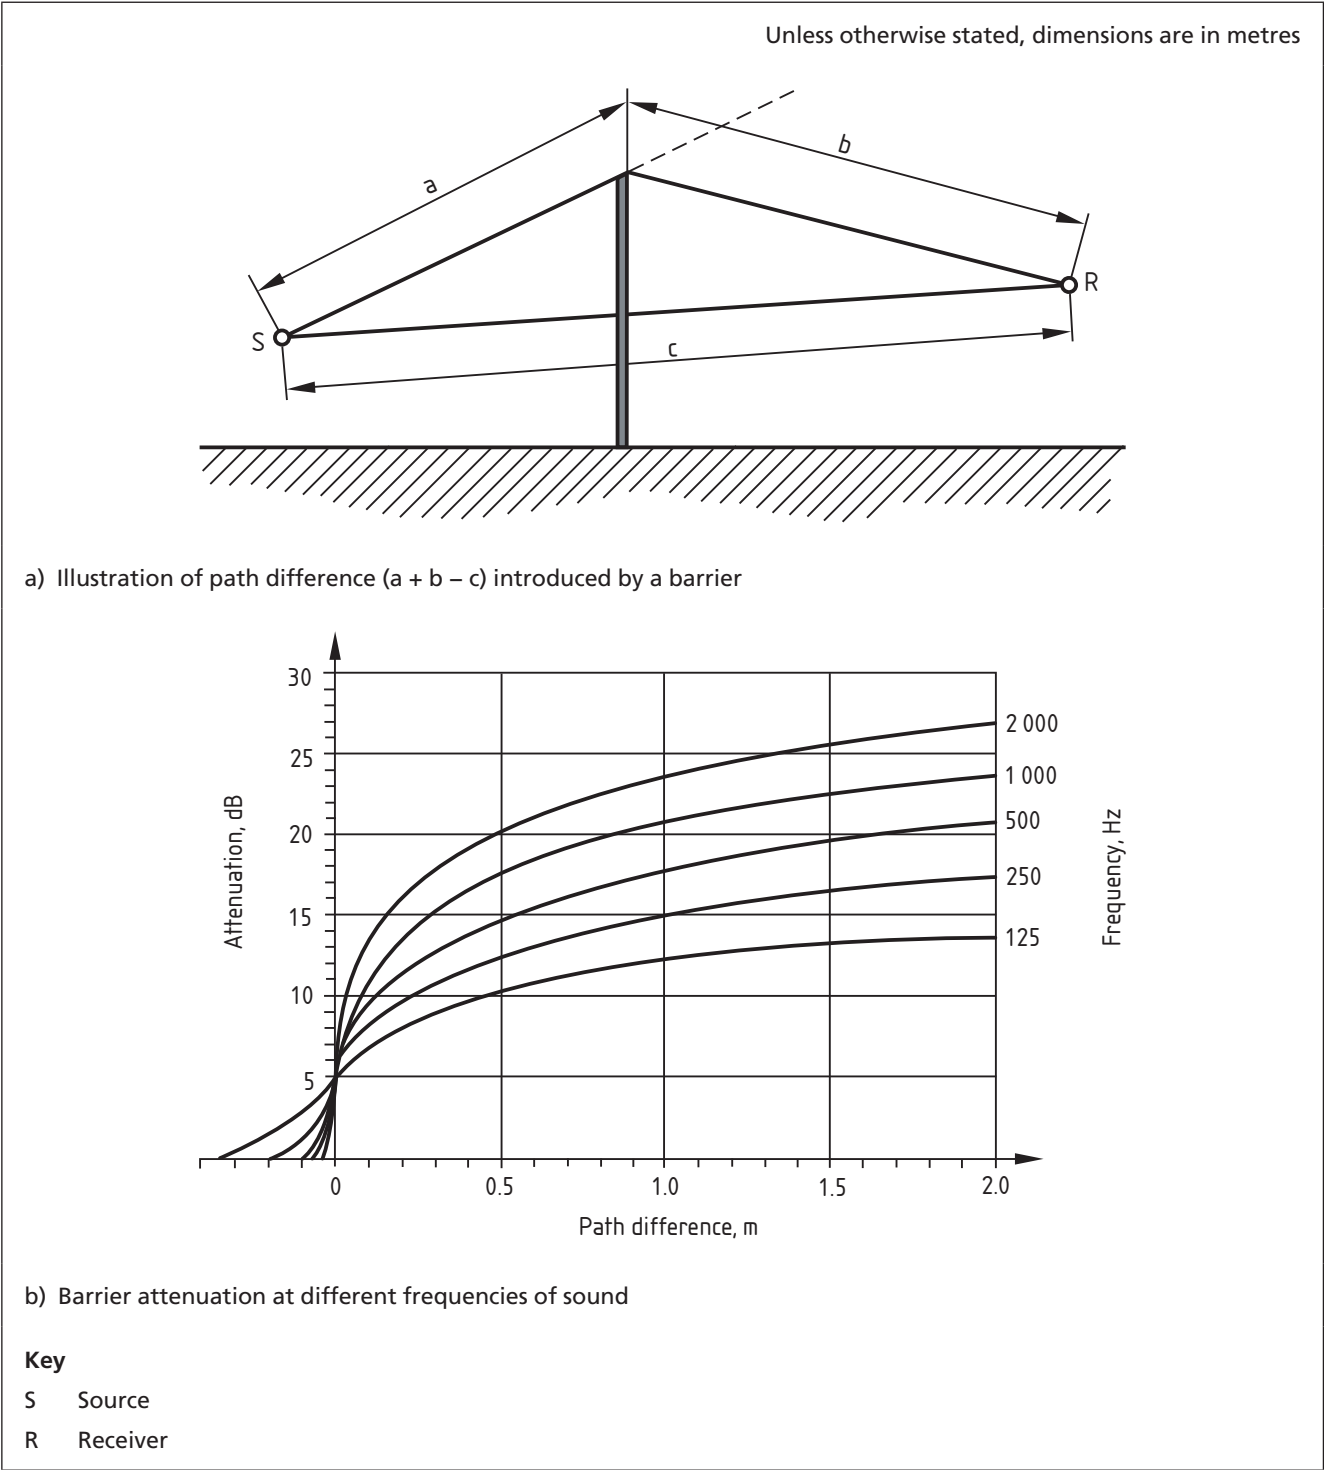 Unless otherwise stated, dimensions are in metres
a
b
R
S
c
a) Illustration of path difference (a + b – c) introduced by a barrier
30
2 000
25
1 000
20
500
250
15
125
10
5
Attenuation, dB
Frequency, Hz
0
0.5
1.0
1.5
2.0
Path difference, m
b) Barrier attenuation at different frequencies of sound
Key
S Source
R Receiver